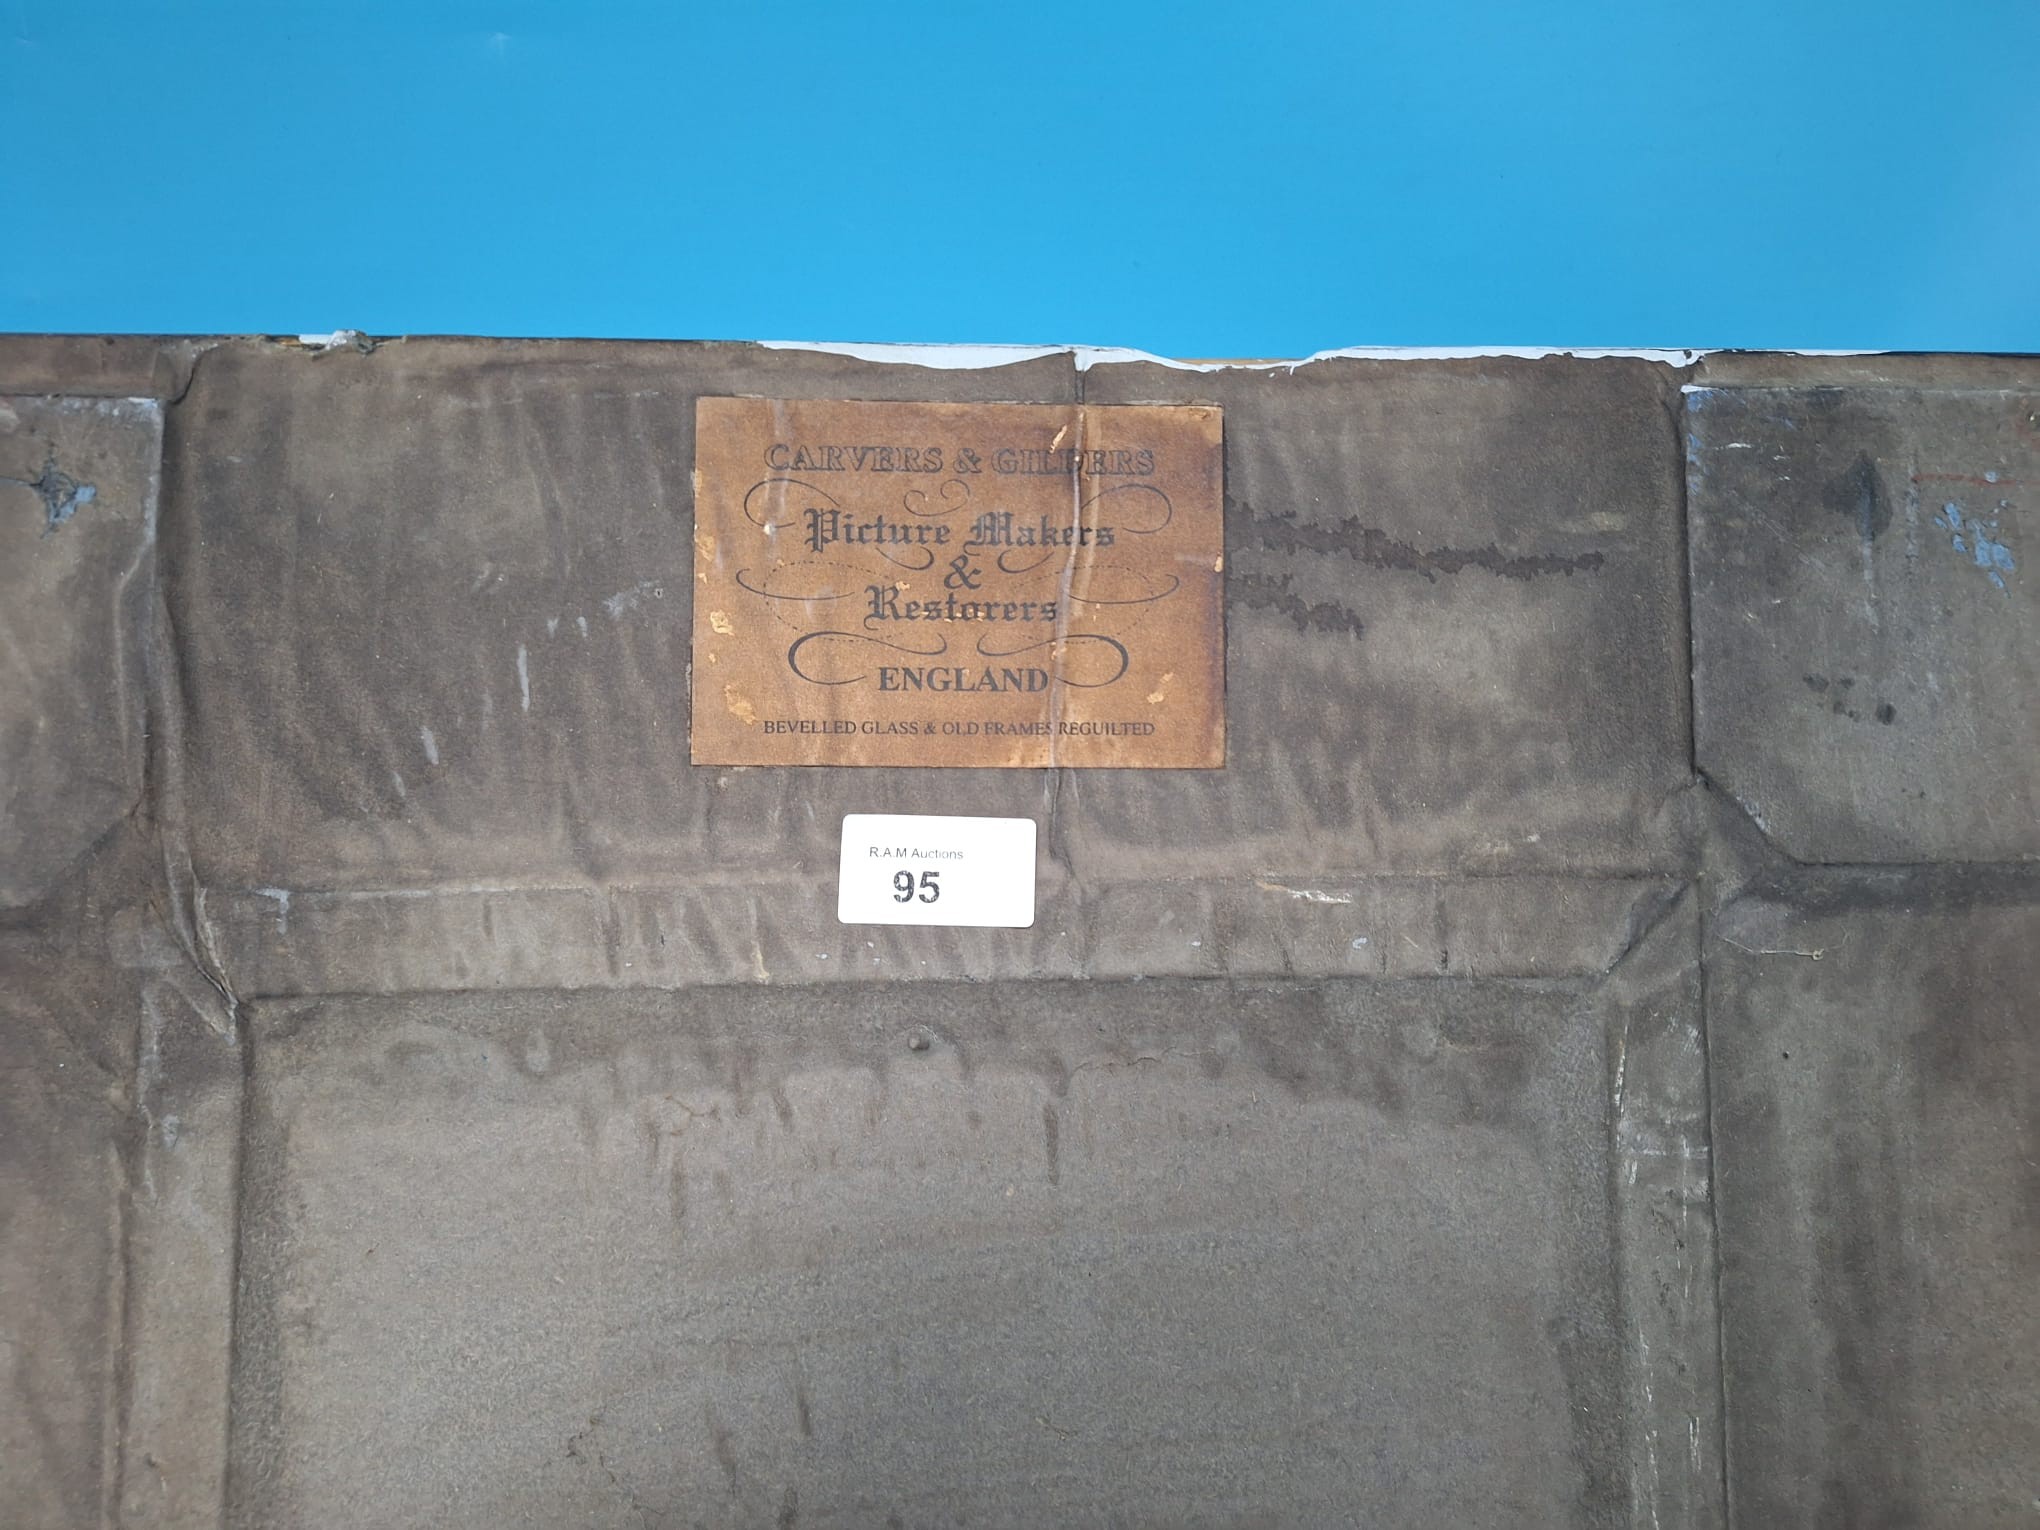 CARVERS & GILDERS
Picture Makers
&
Restorers
ENGLAND
BEVELLED GLASS & OLD FRAMES REGUILTED
R.A.M Auctions
95